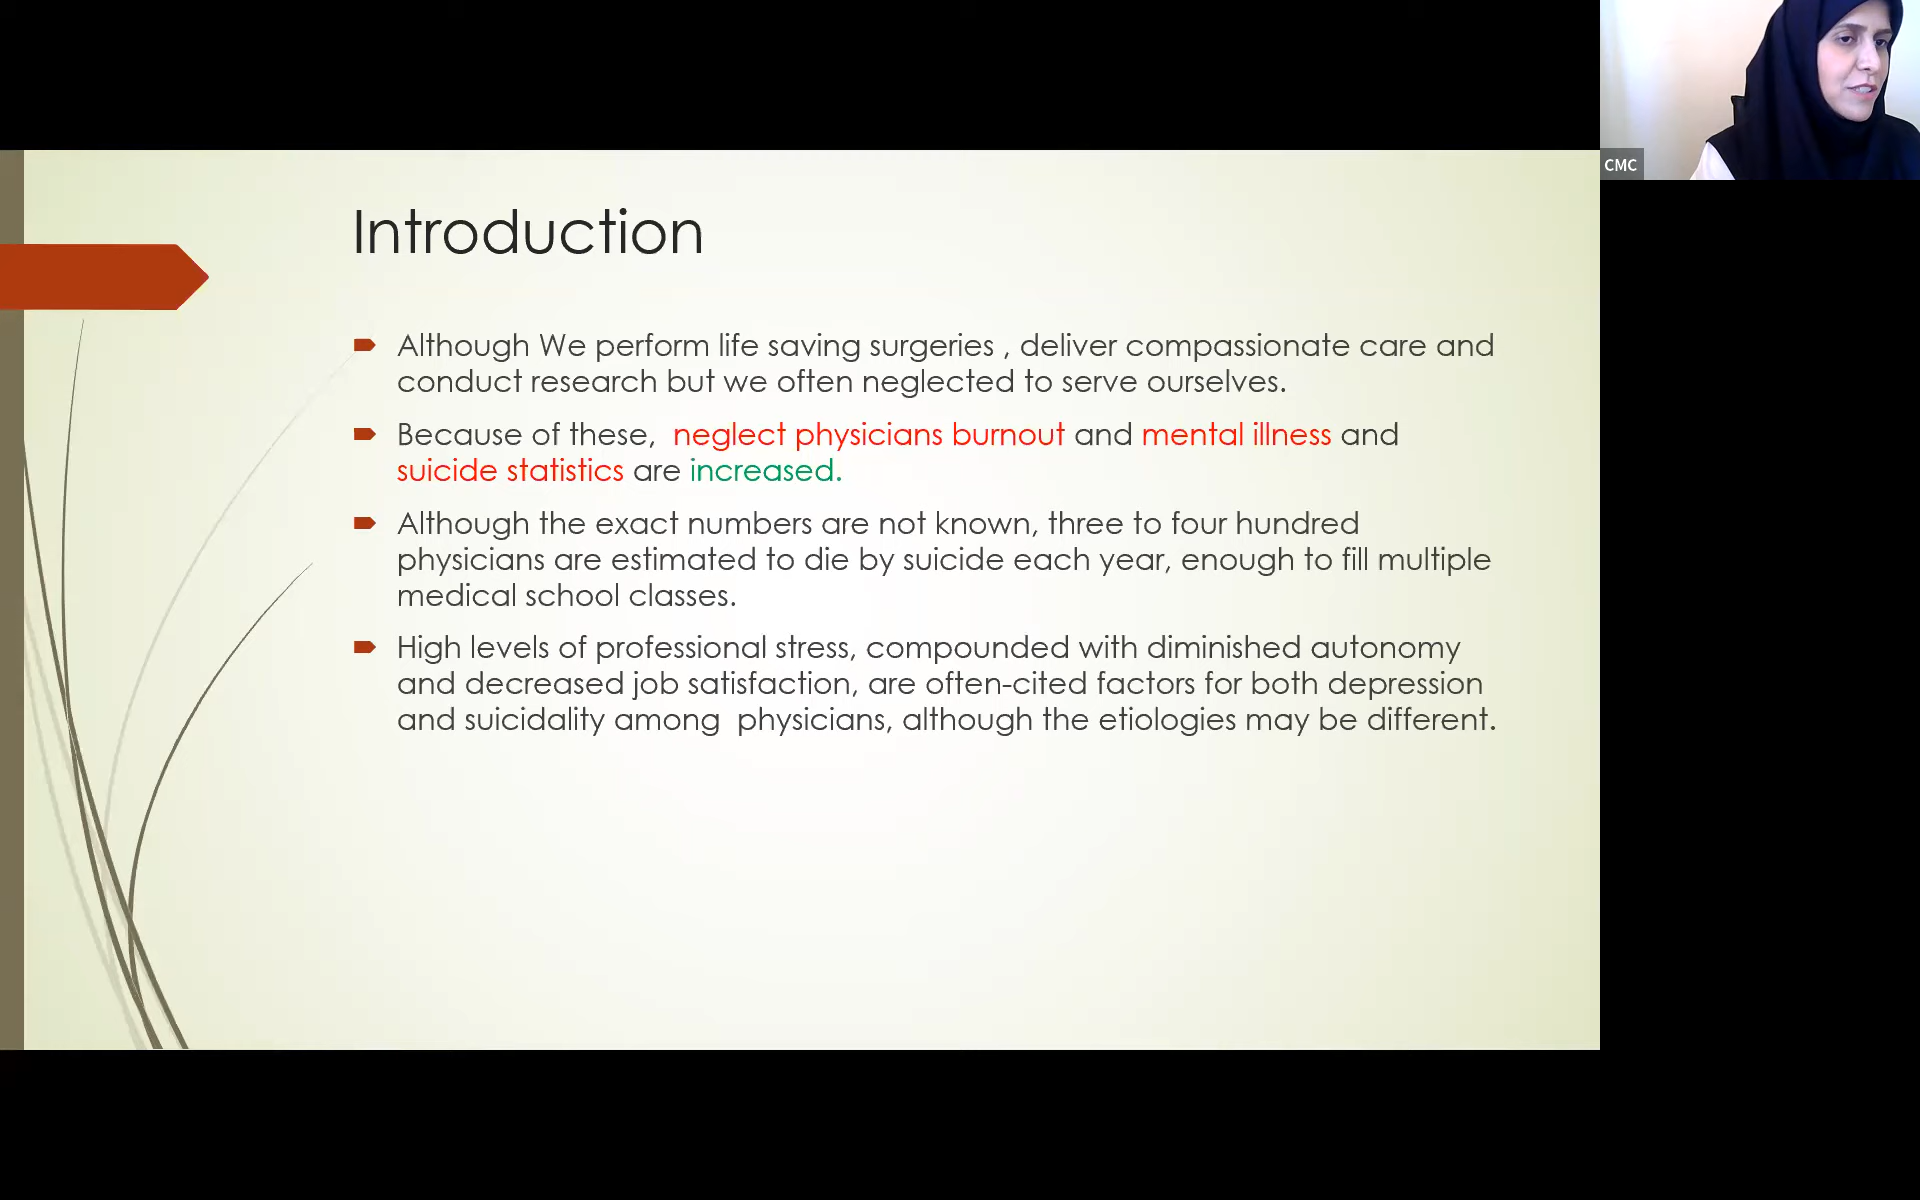 Introduction
Although We perform life saving surgeries , deliver compassionate care and
conduct research but we often neglected to serve ourselves.
Because of these,  neglect physicians burnout and mental illness and
suicide statistics are increased.
Although the exact numbers are not known, three to four hundred
physicians are estimated to die by suicide each year, enough to fill multiple
medical school classes.
High levels of professional stress, compounded with diminished autonomy
and decreased job satisfaction, are often-cited factors for both depression
and suicidality among  physicians, although the etiologies may be different.
CMC